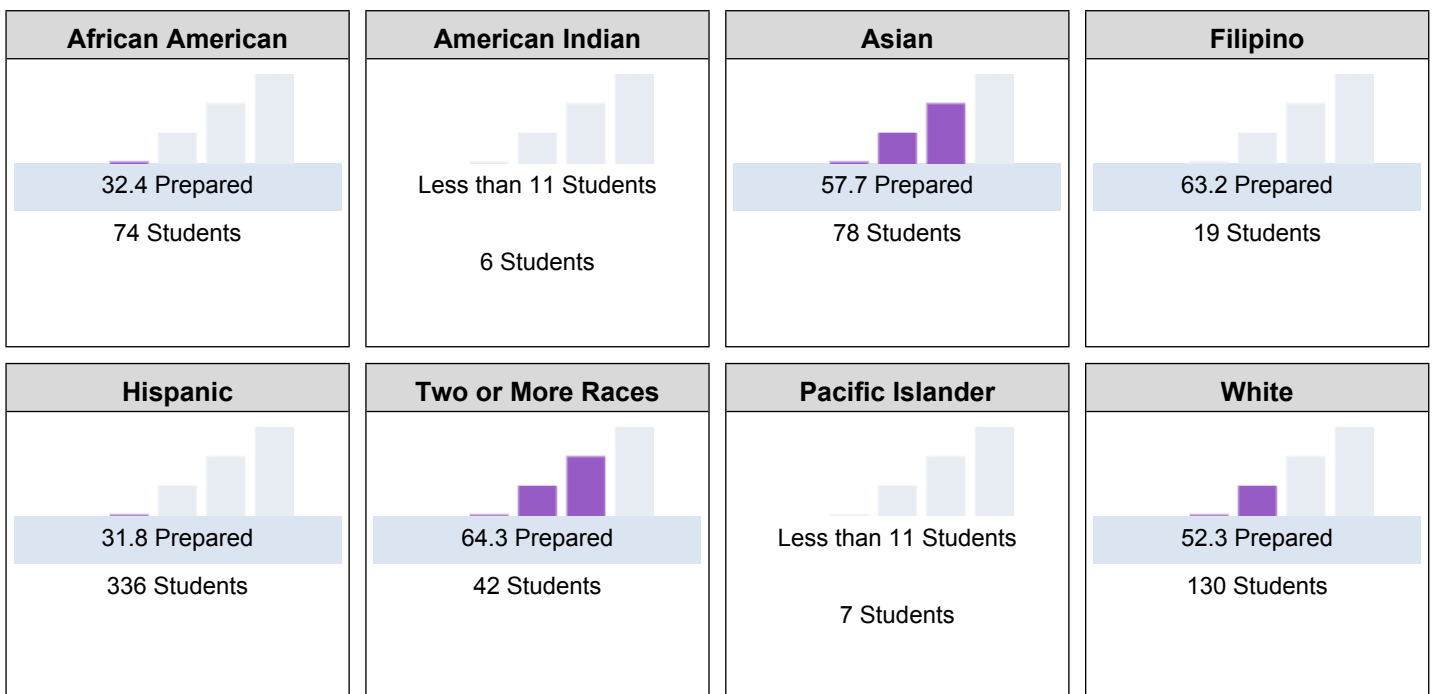 African American
32.4 Prepared
74 Students
American Indian
Less than 11 Students
6 Students
Asian
57.7 Prepared
78 Students
Filipino
63.2 Prepared
19 Students
Hispanic
31.8 Prepared
336 Students
Two or More Races
64.3 Prepared
42 Students
Pacific Islander
Less than 11 Students
7 Students
White
52.3 Prepared
130 Students